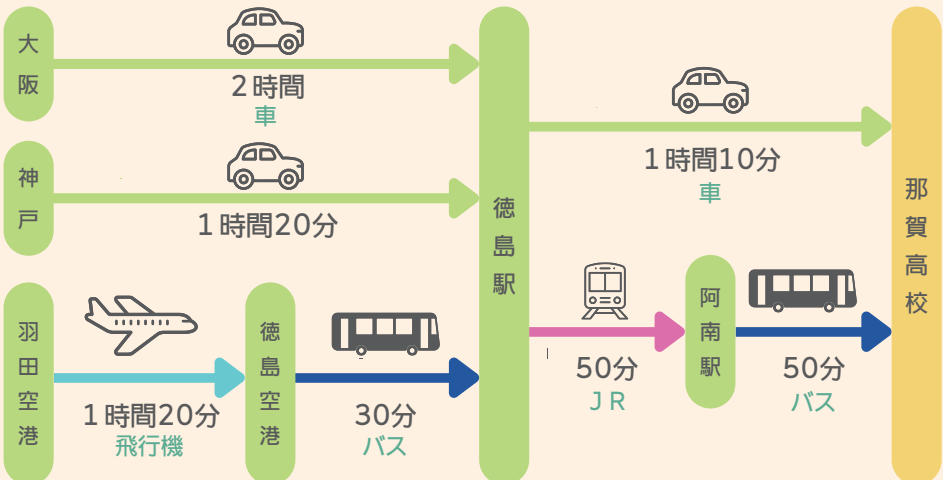 大阪
２時間
車
神戸
１時間20分
羽田空港
１時間20分
飛行機
徳島空港
30分
バス
徳島駅
１時間10分
車
50分
ＪＲ
阿南駅
50分
バス
那賀高校